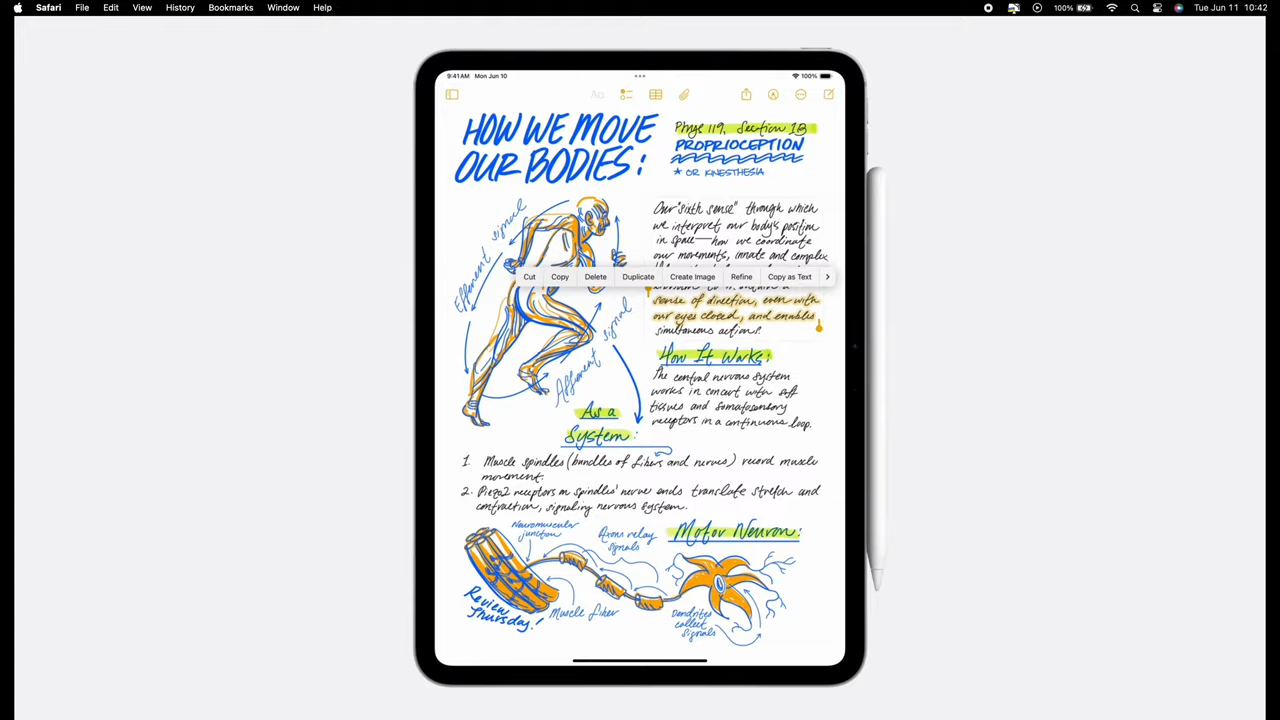 Safari File Edit View History Bookmarks Window Help 100% Tue Jun 11 10:42
9:41AM Mon Jun 10 100%
Aa
HOW WE MOVE
OUR BODIES:
Phys 119, Section 1B
PROPRIOCEPTION
* OR KINESTHESIA
Efferent signal
Our "sixth sense" through which
we interpret our body's position
in space—how we coordinate
our movements, innate and complex
Cut Copy Delete Duplicate Create Image Refine Copy as Text
sense of direction, even with
our eyes closed, and enables
simultaneous actions.
Afferent signal
How It Works:
The central nervous system
works in concert with soft
tissues and somatosensory
receptors in a continuous loop.
As a
System:
1. Muscle spindles (bundles of fibers and nerves) record muscle
movement.
2. Piezo2 receptors on spindles' nerve ends translate stretch and
contraction, signaling nervous system.
Neuromuscular
junction
Axons relay
signals
Motor Neuron:
Review
Thursday!
Muscle Fiber
Dendrites
collect
signals